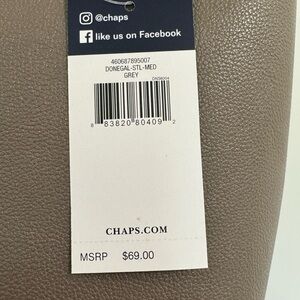 @chaps
like us on Facebook
460687895007
DONEGAL-STL-MED
GREY
8 83820 80409 2
CHAPS.COM
MSRP $69.00